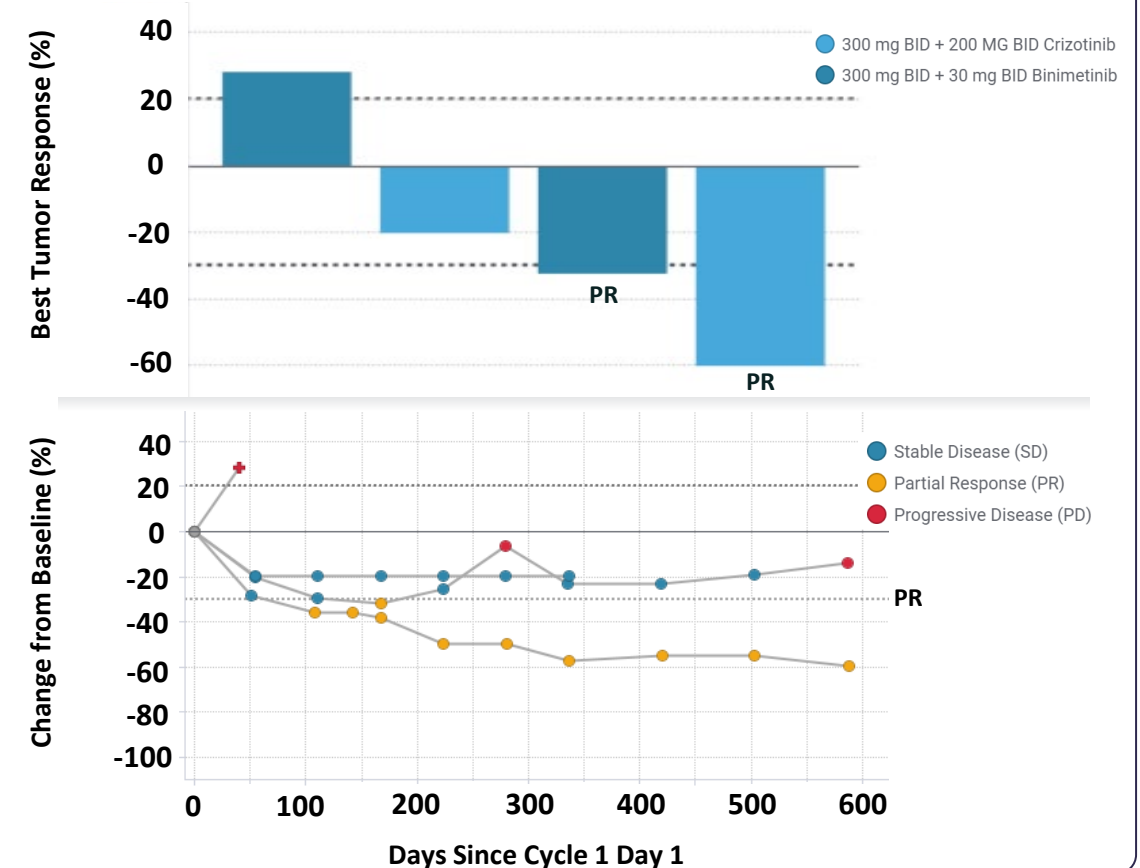 Best Tumor Response (%)
40
20
0
-20
-40
-60
300 mg BID + 200 MG BID Crizotinib
300 mg BID + 30 mg BID Binimetinib
PR
PR
Change from Baseline (%)
40
20
0
-20
-40
-60
-80
-100
Stable Disease (SD)
Partial Response (PR)
Progressive Disease (PD)
PR
0 100 200 300 400 500 600
Days Since Cycle 1 Day 1